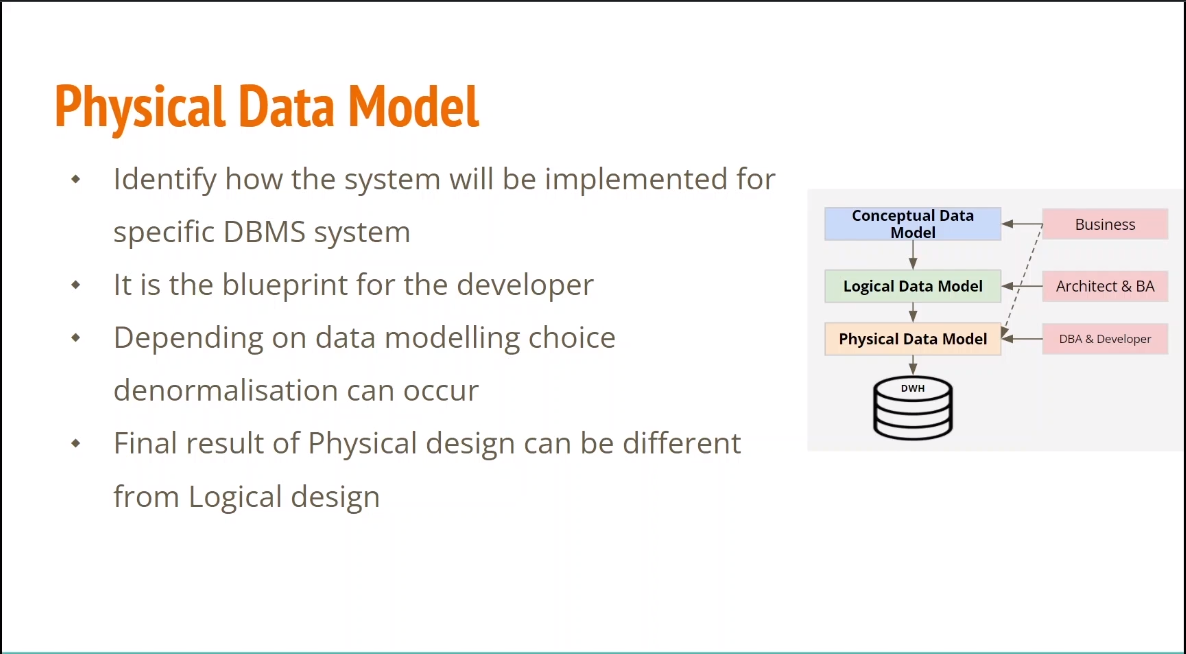 Physical Data Model
Identify how the system will be implemented for
specific DBMS system
It is the blueprint for the developer
Depending on data modelling choice
denormalisation can occur
Final result of Physical design can be different
from Logical design
Conceptual Data
Model
Business
Logical Data Model
Architect & BA
Physical Data Model
DBA & Developer
DWH